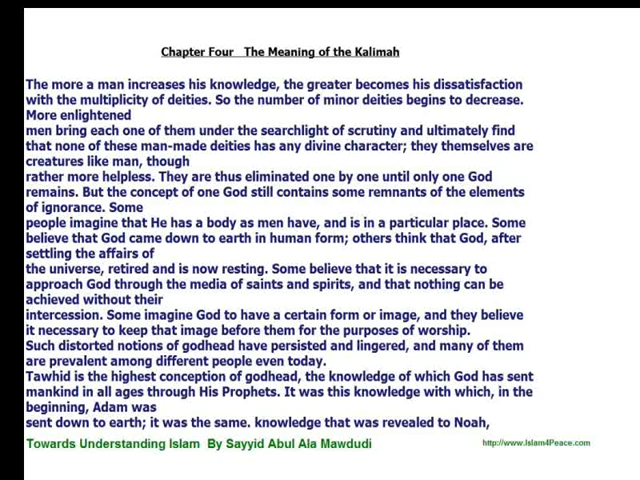 Chapter Four   The Meaning of the Kalimah
The more a man increases his knowledge, the greater becomes his dissatisfaction
with the multiplicity of deities. So the number of minor deities begins to decrease.
More enlightened
men bring each one of them under the searchlight of scrutiny and ultimately find
that none of these man-made deities has any divine character; they themselves are
creatures like man, though
rather more helpless. They are thus eliminated one by one until only one God
remains. But the concept of one God still contains some remnants of the elements
of ignorance. Some
people imagine that He has a body as men have, and is in a particular place. Some
believe that God came down to earth in human form; others think that God, after
settling the affairs of
the universe, retired and is now resting. Some believe that it is necessary to
approach God through the media of saints and spirits, and that nothing can be
achieved without their
intercession. Some imagine God to have a certain form or image, and they believe
it necessary to keep that image before them for the purposes of worship.
Such distorted notions of godhead have persisted and lingered, and many of them
are prevalent among different people even today.
Tawhid is the highest conception of godhead, the knowledge of which God has sent
mankind in all ages through His Prophets. It was this knowledge with which, in the
beginning, Adam was
sent down to earth; it was the same. knowledge that was revealed to Noah,
Towards Understanding Islam  By Sayyid Abul Ala Mawdudi
http://www.Islam4Peace.com